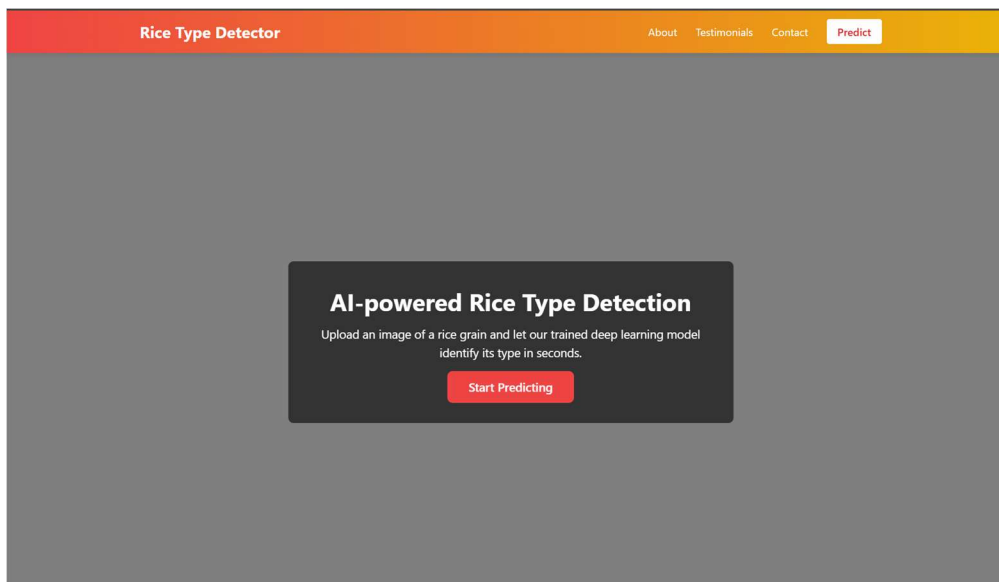 Rice Type Detector
About Testimonials Contact Predict
AI-powered Rice Type Detection
Upload an image of a rice grain and let our trained deep learning model
identify its type in seconds.
Start Predicting